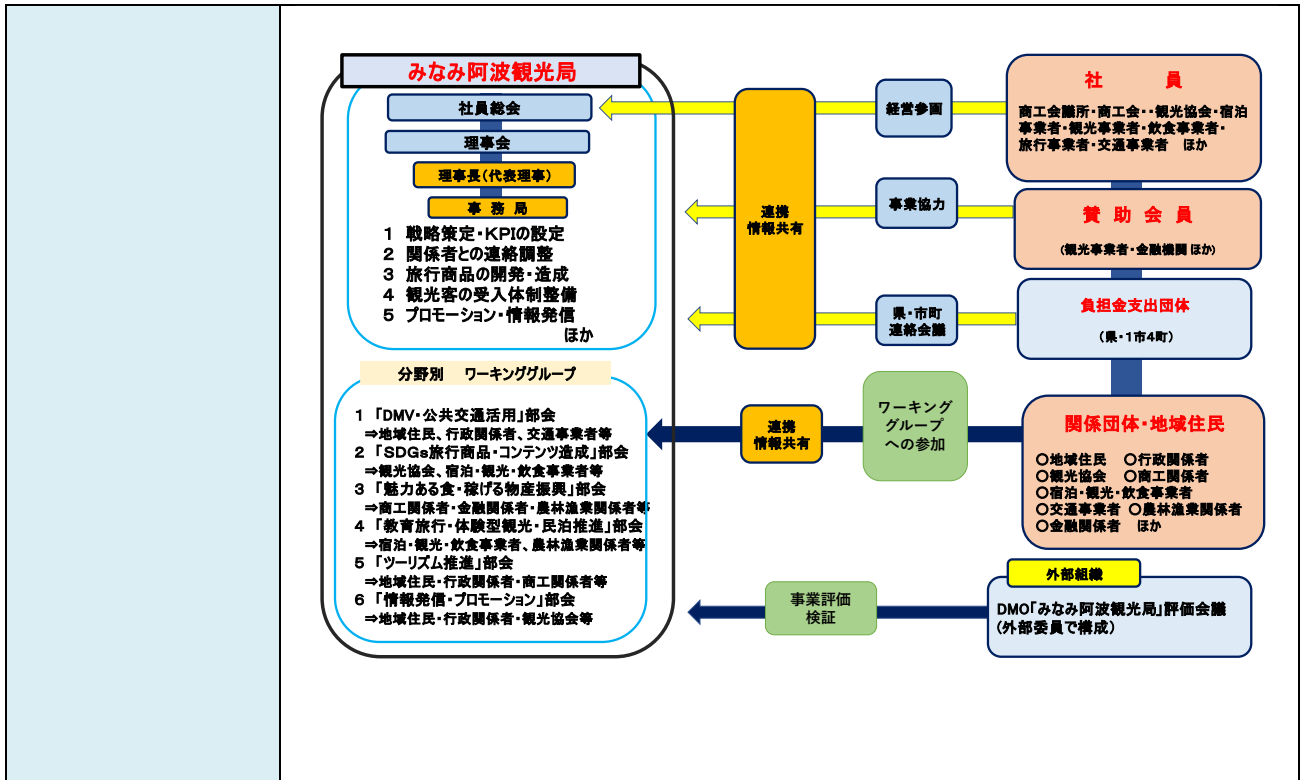 みなみ阿波観光局
社員総会
理事会
理事長(代表理事)
事務局
1 戦略策定・KPIの設定
2 関係者との連絡調整
3 旅行商品の開発・造成
4 観光客の受入体制整備
5 プロモーション・情報発信
ほか
分野別 ワーキンググループ
1 「DMV・公共交通活用」部会
⇒地域住民、行政関係者、交通事業者等
2 「SDGs旅行商品・コンテンツ造成」部会
⇒観光協会、宿泊・観光・飲食事業者等
3 「魅力ある食・稼げる物産振興」部会
⇒商工関係者・金融関係者・農林漁業関係者等
4 「教育旅行・体験型観光・民泊推進」部会
⇒宿泊・観光・飲食事業者、農林漁業関係者等
5 「ツーリズム推進」部会
⇒地域住民・行政関係者・商工関係者等
6 「情報発信・プロモーション」部会
⇒地域住民・行政関係者・観光協会等
連携
情報共有
経営参画
事業協力
県・市町
連絡会議
連携
情報共有
ワーキング
グループ
への参加
事業評価
検証
社 員
商工会議所・商工会・・観光協会・宿泊
事業者・観光事業者・飲食事業者・
旅行事業者・交通事業者 ほか
賛助会員
(観光事業者・金融機関 ほか)
負担金支出団体
(県・1市4町)
関係団体・地域住民
○地域住民 ○行政関係者
○観光協会 ○商工関係者
○宿泊・観光・飲食事業者
○交通事業者 ○農林漁業関係者
○金融関係者 ほか
外部組織
DMO「みなみ阿波観光局」評価会議
(外部委員で構成)